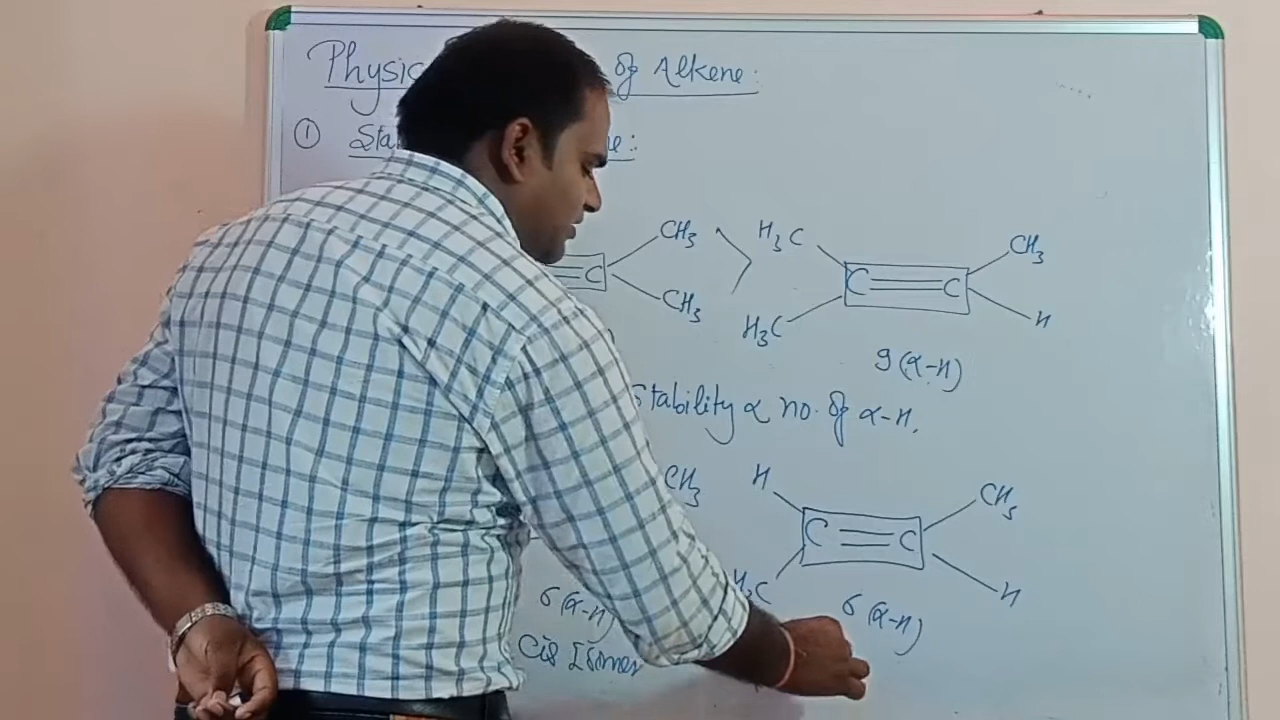 Physic of Alkene:
① Sta e:
CH3 H3C CH3
C = C
C
CH3 H3C H
9 (α-H)
Stability α no. of α-H.
CH3 H CH3
C = C
H3C H
6 (α-H) 6 (α-H)
Cis Isomer